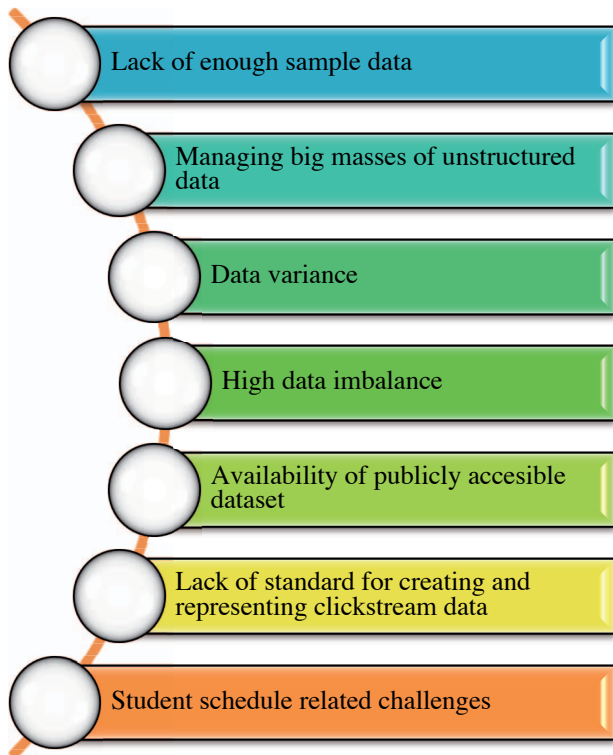 Lack of enough sample data
Managing big masses of unstructured
data
Data variance
High data imbalance
Availability of publicly accesible
dataset
Lack of standard for creating and
representing clickstream data
Student schedule related challenges